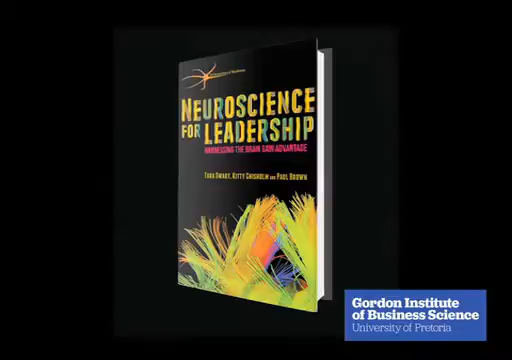 NEUROSCIENCE
FOR LEADERSHIP
HARNESSING THE BRAIN GAIN ADVANTAGE
TARA SWART, KITTY CHISHOLM AND PAUL BROWN
Gordon Institute
of Business Science
University of Pretoria